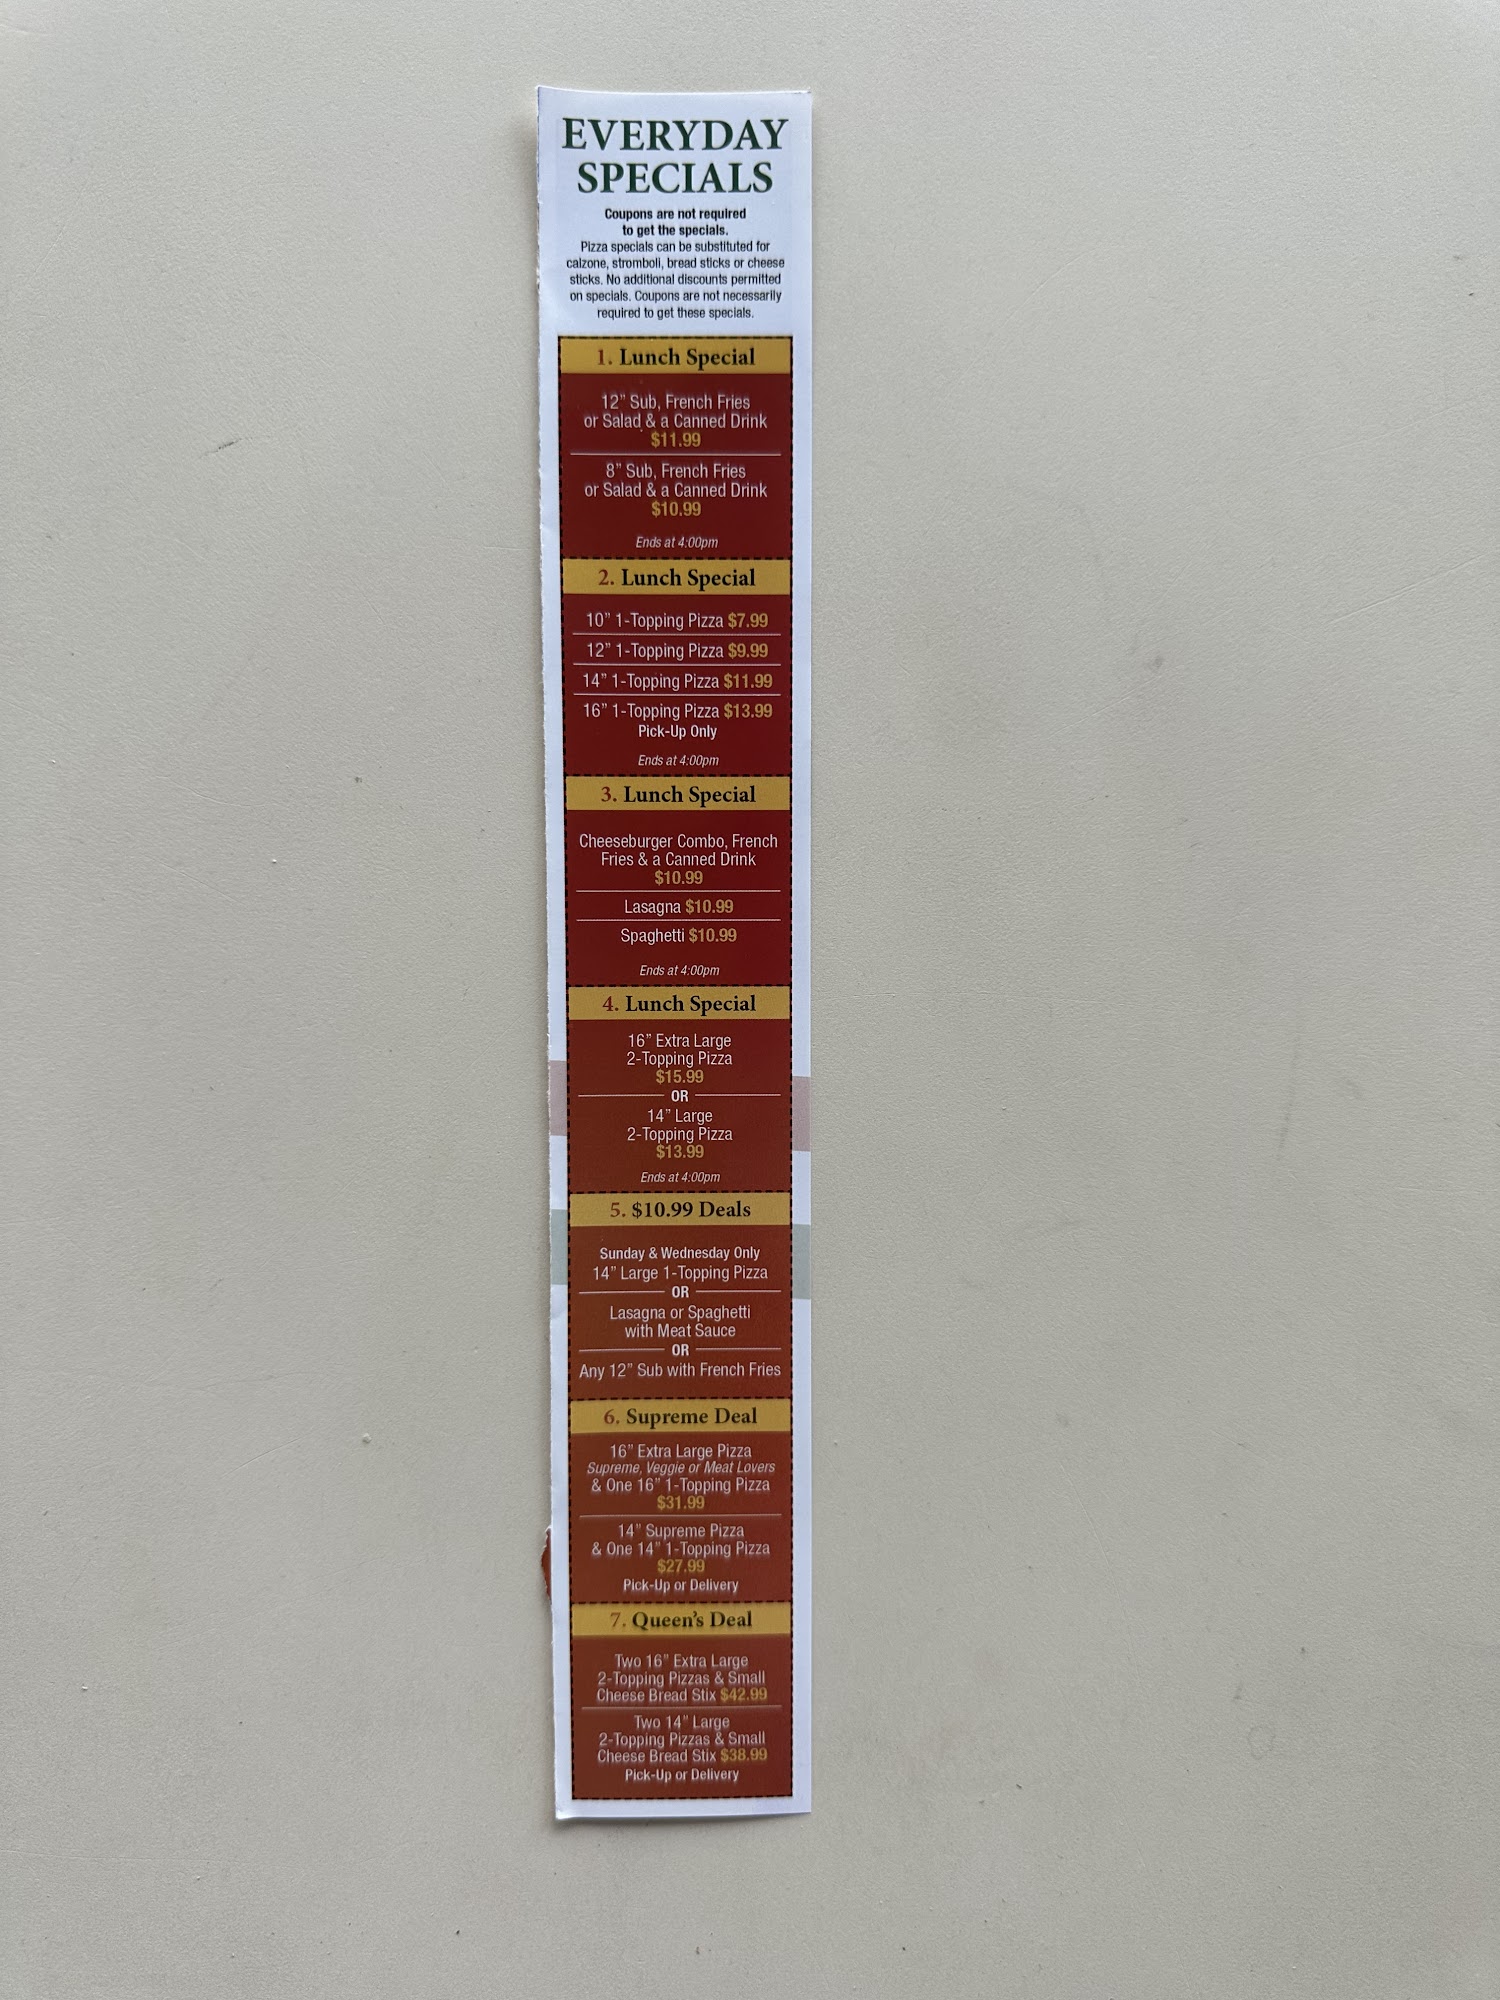 EVERYDAY
SPECIALS
Coupons are not required
to get the specials.
Pizza specials can be substituted for
calzone, stromboli, bread sticks or cheese
sticks. No additional discounts permitted
on specials. Coupons are not necessarily
required to get these specials.
1. Lunch Special
12” Sub, French Fries
or Salad & a Canned Drink
$11.99
8” Sub, French Fries
or Salad & a Canned Drink
$10.99
Ends at 4:00pm
2. Lunch Special
10” 1-Topping Pizza $7.99
12” 1-Topping Pizza $9.99
14” 1-Topping Pizza $11.99
16” 1-Topping Pizza $13.99
Pick-Up Only
Ends at 4:00pm
3. Lunch Special
Cheeseburger Combo, French
Fries & a Canned Drink
$10.99
Lasagna $10.99
Spaghetti $10.99
Ends at 4:00pm
4. Lunch Special
16” Extra Large
2-Topping Pizza
$15.99
OR
14” Large
2-Topping Pizza
$13.99
Ends at 4:00pm
5. $10.99 Deals
Sunday & Wednesday Only
14” Large 1-Topping Pizza
OR
Lasagna or Spaghetti
with Meat Sauce
OR
Any 12” Sub with French Fries
6. Supreme Deal
16” Extra Large Pizza
Supreme, Veggie or Meat Lovers
& One 16” 1-Topping Pizza
$31.99
14” Supreme Pizza
& One 14” 1-Topping Pizza
$27.99
Pick-Up or Delivery
7. Queen’s Deal
Two 16” Extra Large
2-Topping Pizzas & Small
Cheese Bread Stix $42.99
Two 14” Large
2-Topping Pizzas & Small
Cheese Bread Stix $38.99
Pick-Up or Delivery